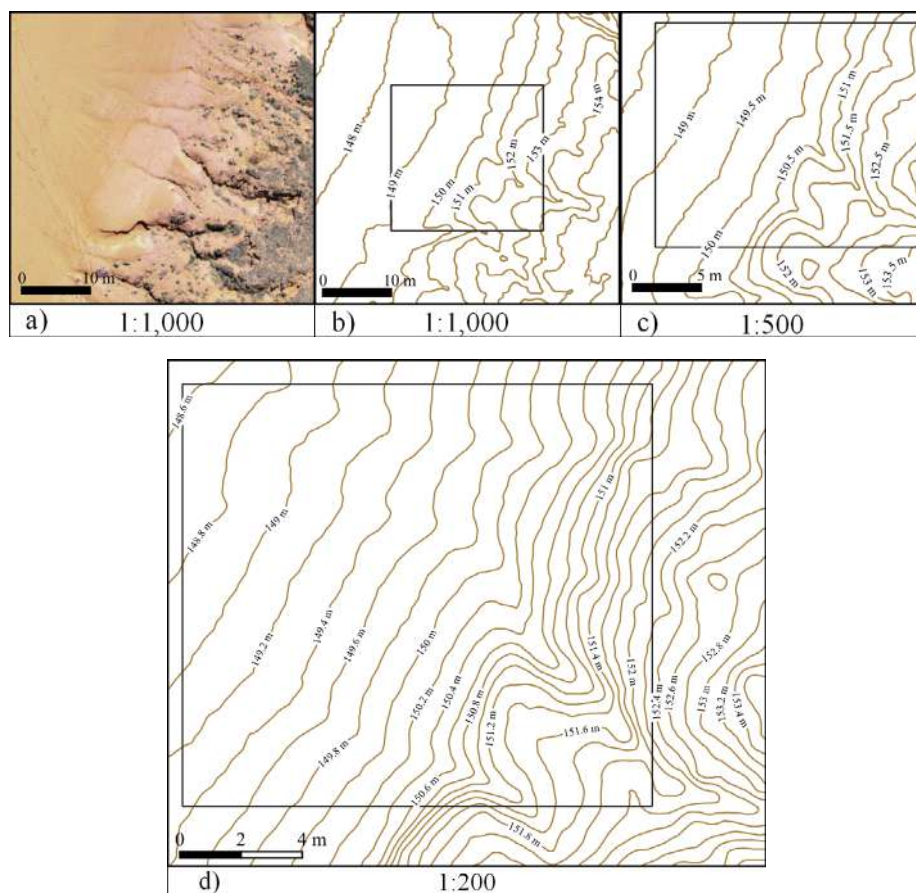 0
10 m
a)
1:1,000
148 m
149 m
150 m
151 m
152 m
153 m
154 m
0
10 m
b)
1:1,000
149 m
149.5 m
150 m
150.5 m
151 m
151.5 m
152.5 m
152 m
153 m
153.5 m
0
5 m
c)
1:500
148.6 m
148.8 m
149 m
149.2 m
149.4 m
149.6 m
149.8 m
150 m
150.2 m
150.4 m
150.6 m
150.8 m
151.2 m
151 m
151.4 m
151.6 m
151.8 m
152 m
152.2 m
152.4 m
152.6 m
152.8 m
153 m
153.2 m
153.4 m
0 2 4 m
d)
1:200